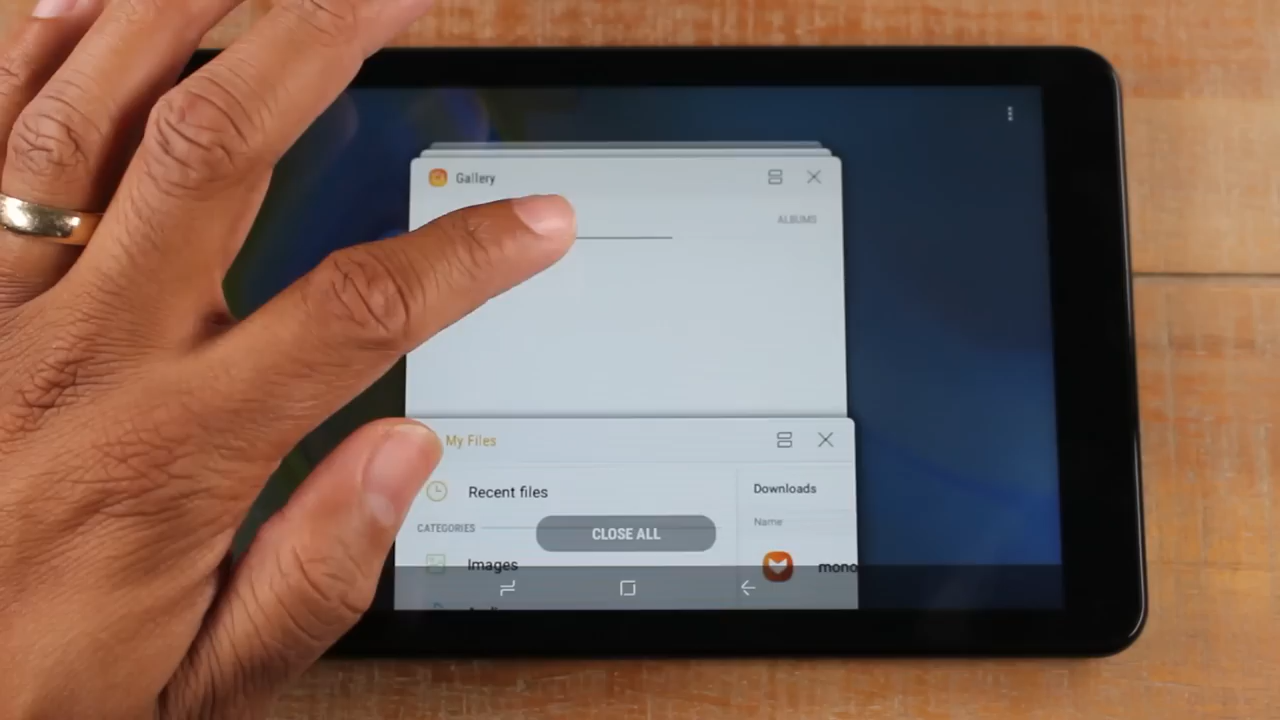 Gallery
ALBUMS
My Files
Recent files
Downloads
CATEGORIES
Name
CLOSE ALL
Images
mono